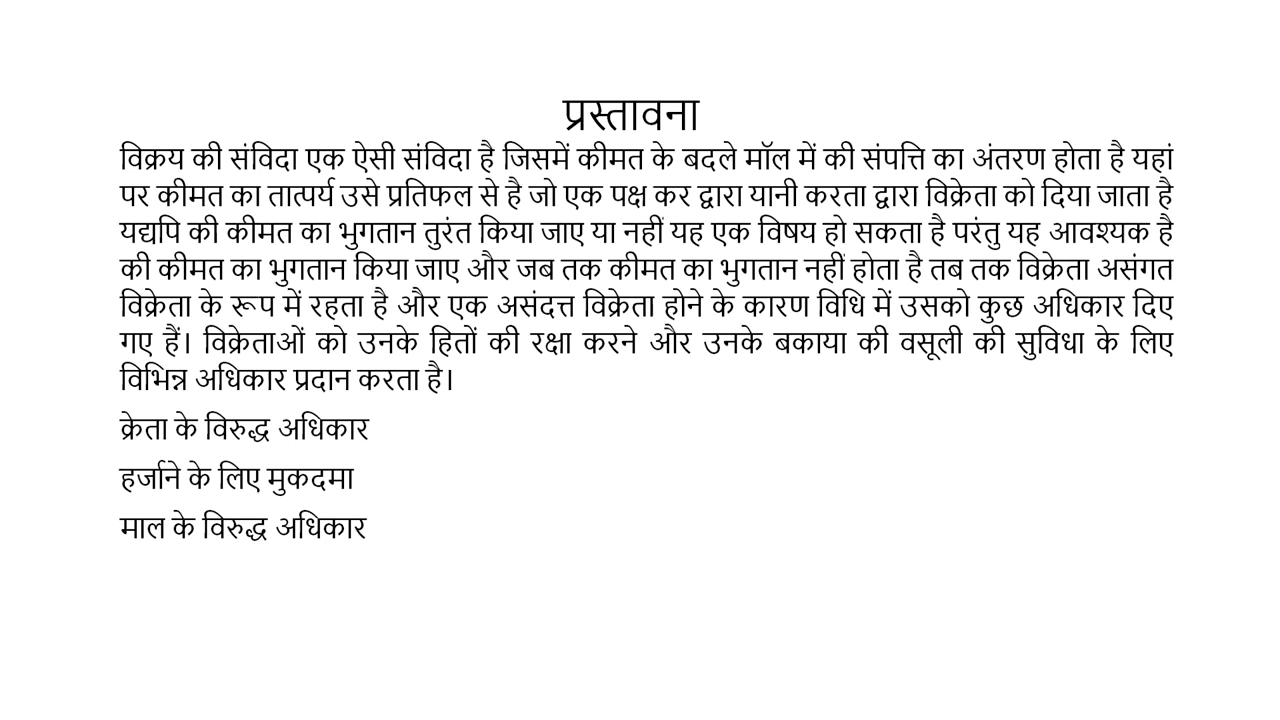 प्रस्तावना
विक्रय की संविदा एक ऐसी संविदा है जिसमें कीमत के बदले मॉल में की संपत्ति का अंतरण होता है यहां
पर कीमत का तात्पर्य उसे प्रतिफल से है जो एक पक्ष कर द्वारा यानी करता द्वारा विक्रेता को दिया जाता है
यद्यपि की कीमत का भुगतान तुरंत किया जाए या नहीं यह एक विषय हो सकता है परंतु यह आवश्यक है
की कीमत का भुगतान किया जाए और जब तक कीमत का भुगतान नहीं होता है तब तक विक्रेता असंगत
विक्रेता के रूप में रहता है और एक असंदत्त विक्रेता होने के कारण विधि में उसको कुछ अधिकार दिए
गए हैं। विक्रेताओं को उनके हितों की रक्षा करने और उनके बकाया की वसूली की सुविधा के लिए
विभिन्न अधिकार प्रदान करता है।
क्रेता के विरुद्ध अधिकार
हर्जाने के लिए मुकदमा
माल के विरुद्ध अधिकार